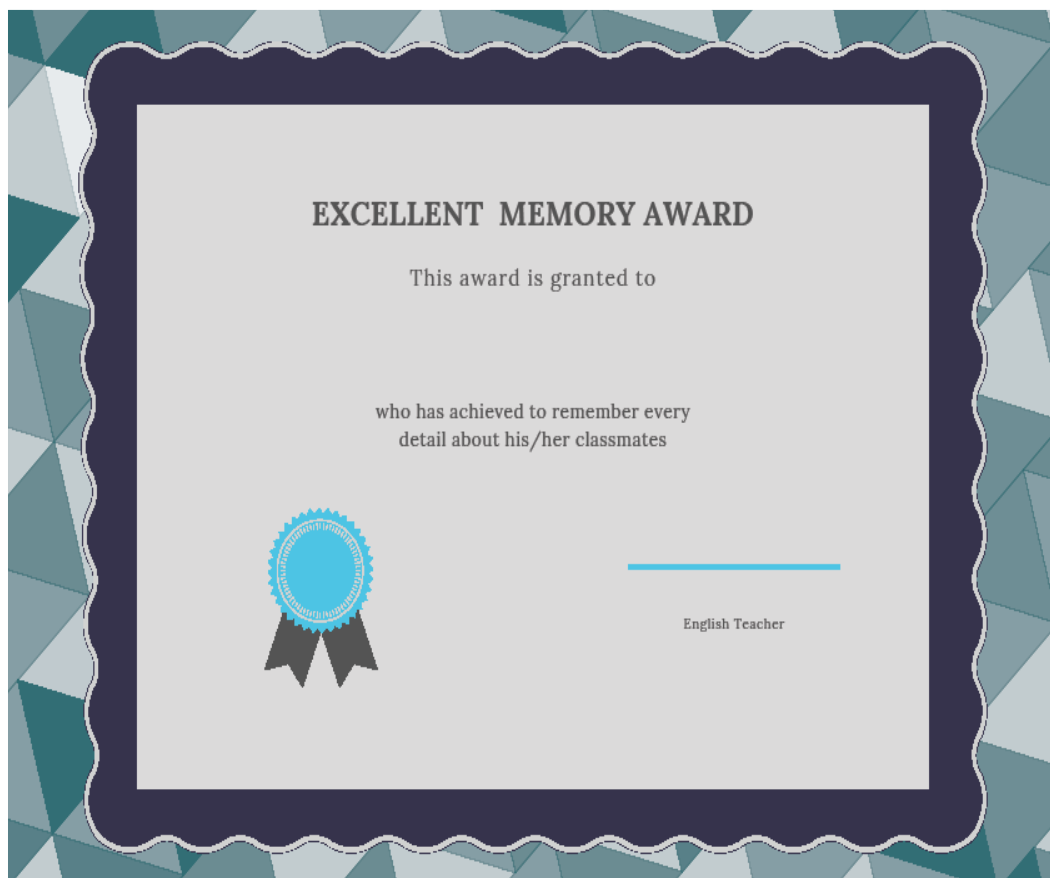 EXCELLENT  MEMORY AWARD
This award is granted to
who has achieved to remember every
detail about his/her classmates
English Teacher